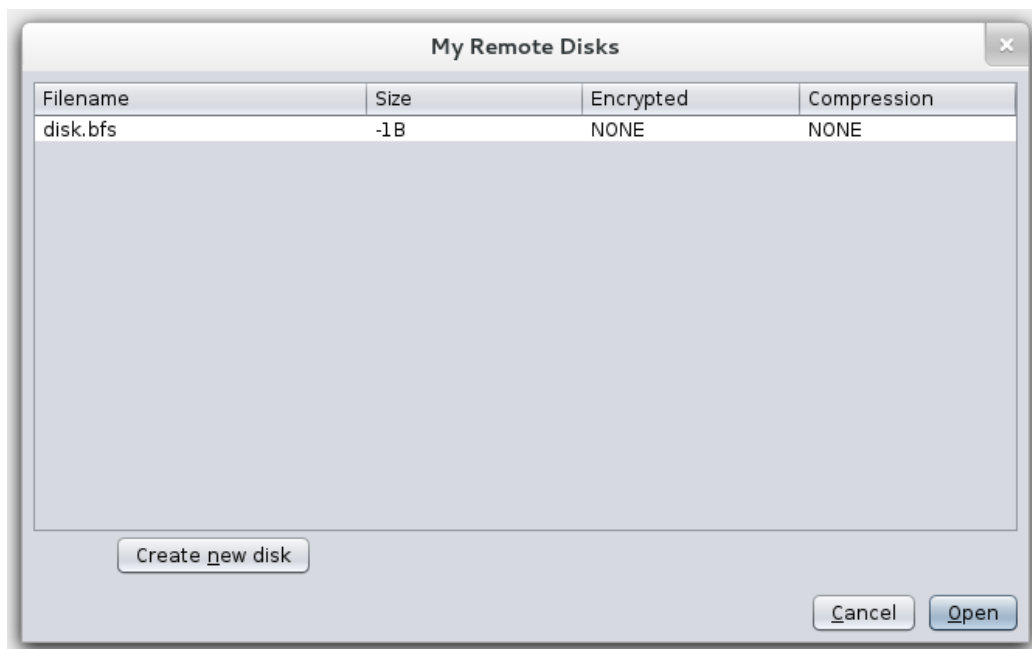 My Remote Disks
Filename Size Encrypted Compression
disk.bfs -1B NONE NONE
Create new disk
Cancel Open